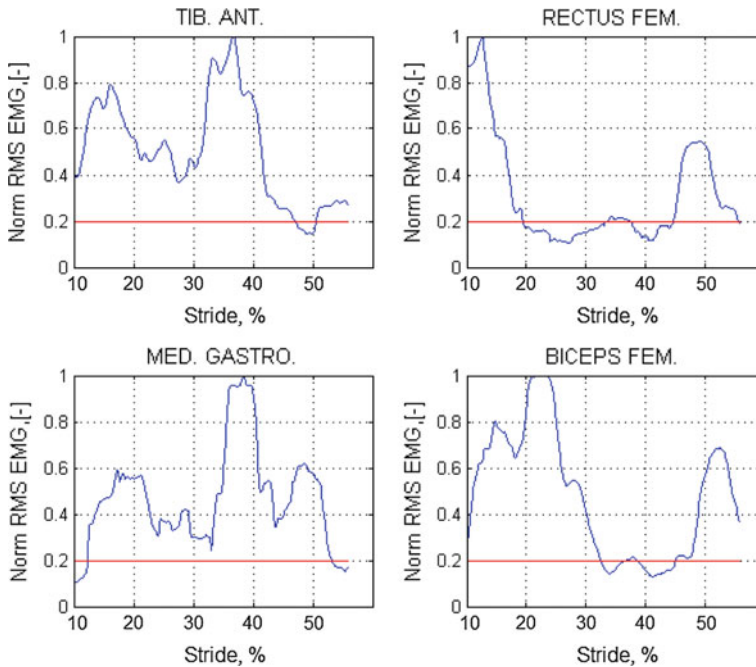 TIB. ANT.
Norm RMS EMG,[-]
1
0.8
0.6
0.4
0.2
0
10 20 30 40 50
Stride, %
RECTUS FEM.
Norm RMS EMG,[-]
1
0.8
0.6
0.4
0.2
0
10 20 30 40 50
Stride, %
MED. GASTRO.
Norm RMS EMG,[-]
1
0.8
0.6
0.4
0.2
0
10 20 30 40 50
Stride, %
BICEPS FEM.
Norm RMS EMG,[-]
1
0.8
0.6
0.4
0.2
0
10 20 30 40 50
Stride, %